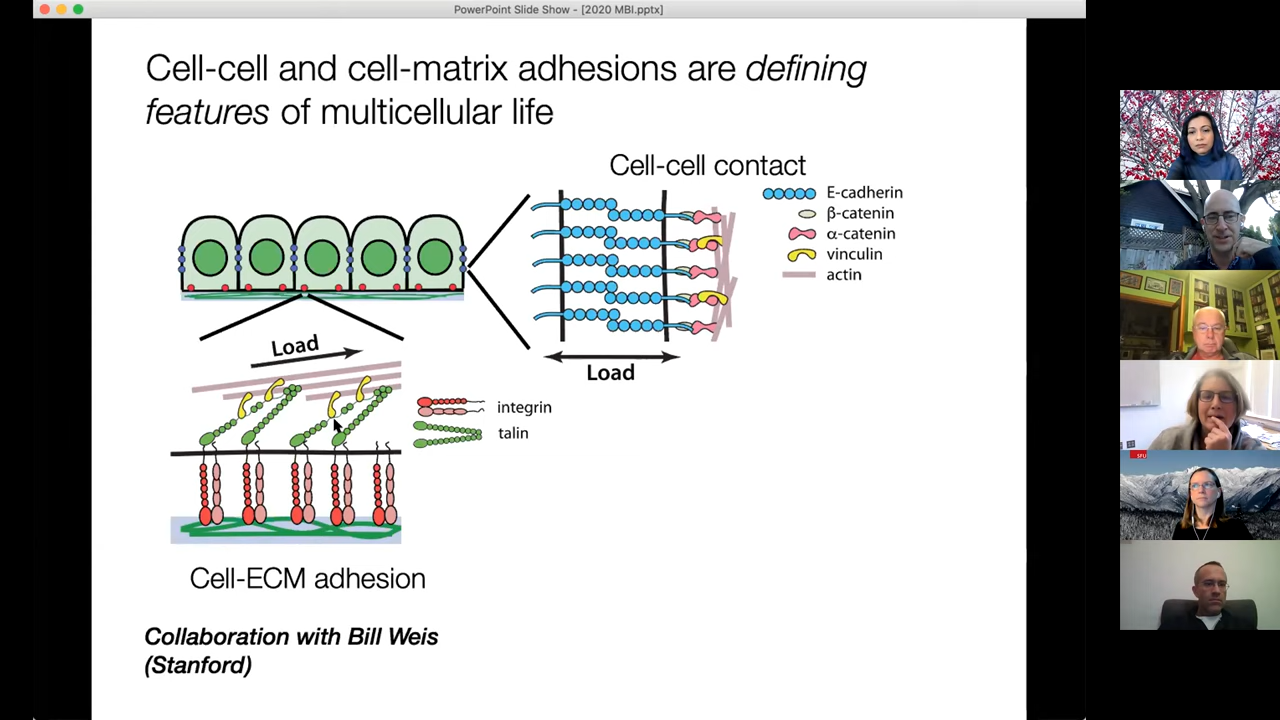 PowerPoint Slide Show - [2020 MBI.pptx]
Cell-cell and cell-matrix adhesions are defining
features of multicellular life
Cell-cell contact
E-cadherin
β-catenin
α-catenin
vinculin
actin
Load
Load
integrin
talin
Cell-ECM adhesion
Collaboration with Bill Weis
(Stanford)
SFU